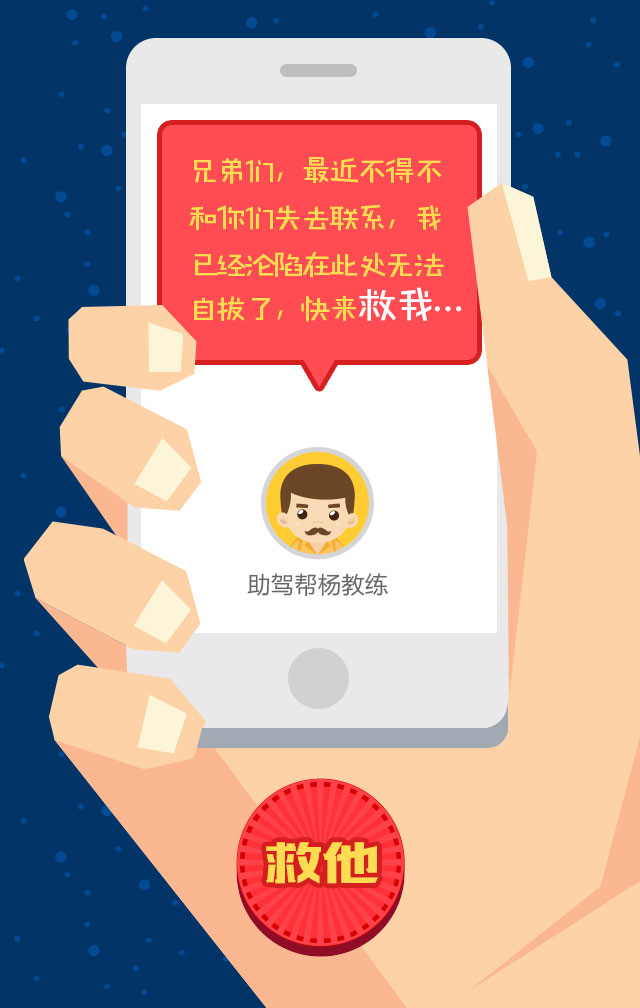 兄弟们，最近不得不
和你们失去联系，我
已经沦陷在此处无法
自拔了，快来救我…
助驾帮杨教练
救他